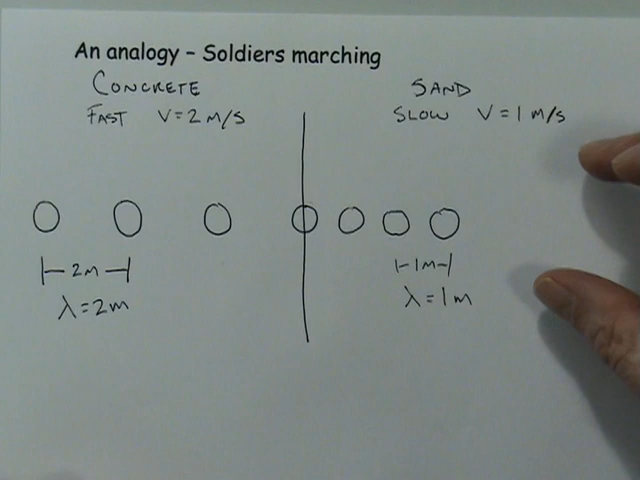 An analogy – Soldiers marching
CONCRETE
FAST V=2 M/S
SAND
SLOW V=1 M/S
2M
λ=2m
1M
λ=1m